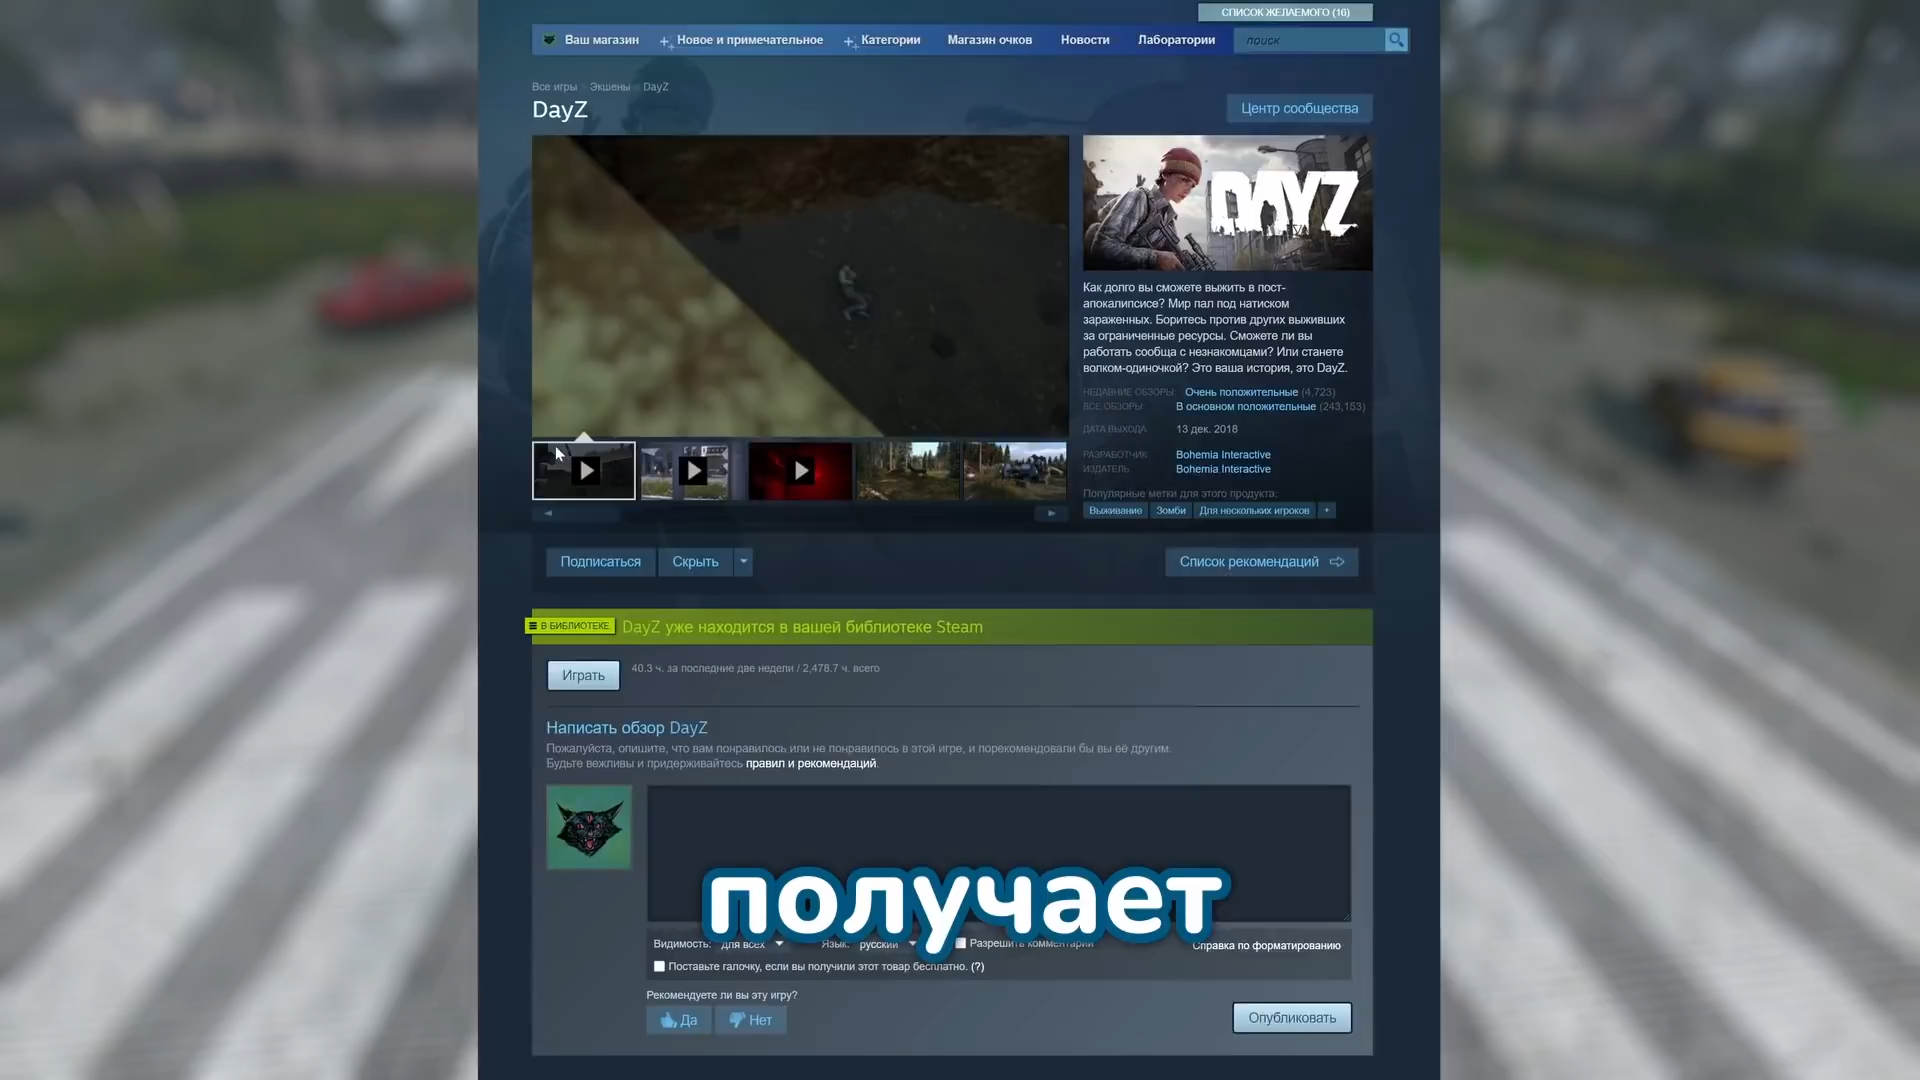 СПИСОК ЖЕЛАЕМОГО (16)
Ваш магазин Новое и примечательное Категории Магазин очков Новости Лаборатории поиск
Все игры Экшены DayZ
DayZ
Центр сообщества
DAYZ
Как долго вы сможете выжить в пост-
апокалипсисе? Мир пал под натиском
зараженных. Боритесь против других выживших
за ограниченные ресурсы. Сможете ли вы
работать сообща с незнакомцами? Или станете
волком-одиночкой? Это ваша история, это DayZ.
НЕДАВНИЕ ОБЗОРЫ: Очень положительные (4,723)
ВСЕ ОБЗОРЫ: В основном положительные (243,153)
ДАТА ВЫХОДА: 13 дек. 2018
РАЗРАБОТЧИК: Bohemia Interactive
ИЗДАТЕЛЬ: Bohemia Interactive
Популярные метки для этого продукта:
Выживание Зомби Для нескольких игроков +
Подписаться Скрыть Список рекомендаций
В БИБЛИОТЕКЕ DayZ уже находится в вашей библиотеке Steam
Играть 40.3 ч. за последние две недели / 2,478.7 ч. всего
Написать обзор DayZ
Пожалуйста, опишите, что вам понравилось или не понравилось в этой игре, и порекомендовали бы вы её другим.
Будьте вежливы и придерживайтесь правил и рекомендаций.
получает
Видимость: для всех Язык: русский Разрешить комментарии Справка по форматированию
Поставьте галочку, если вы получили этот товар бесплатно. (?)
Рекомендуете ли вы эту игру?
Да Нет Опубликовать